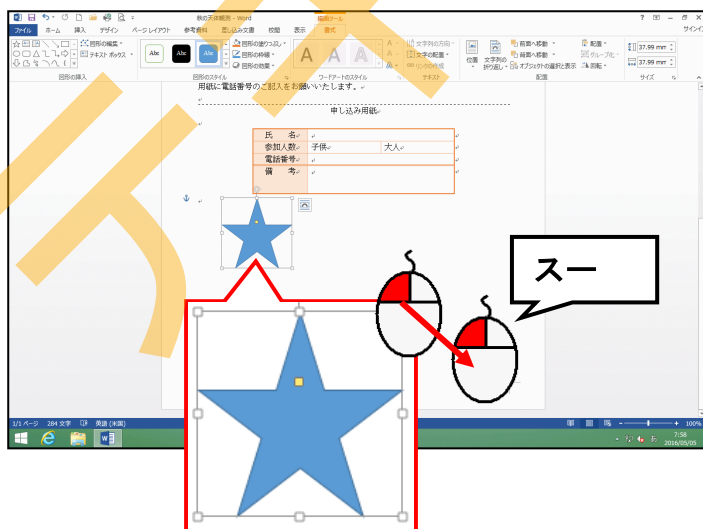 秋の天体観測 - Word
描画ツール
サインイン
ファイル ホーム 挿入 デザイン ページレイアウト 参考資料 差し込み文書 校閲 表示 書式
図形の編集
テキスト ボックス
図形の挿入
Abc Abc Abc
図形の塗りつぶし
図形の枠線
図形の効果
図形のスタイル
A A A
ワードアートのスタイル
文字列の方向
文字の配置
リンクの作成
テキスト
位置
文字列の折り返し
前面へ移動
背面へ移動
オブジェクトの選択と表示
配置
グループ化
回転
配置
37.99 mm
37.99 mm
サイズ
用紙に電話番号のご記入をお願いいたします。
申し込み用紙
氏 名
参加人数 子供 大人
電話番号
備 考
スー
1/1 ページ 284 文字 英語 (米国)
100%
7:58
2016/05/05